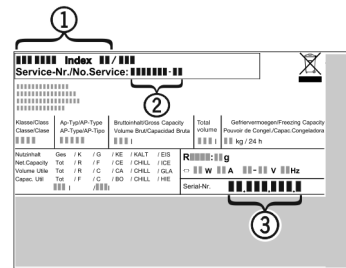 1
Index /
Service-Nr./No.Service: -
2
Klasse/Clase Ap-Typ/AP-Type Bruttoinhalt/Gross Capacity Total Gefriervermoegen/Freezing Capacity
Classe/Clase AP-Type/AP-Tipo Volume Brut/Capacidad Bruta volume Pouvoir de Congel./Capac.Congeladora
l l kg / 24 h
Nutzinhalt Ges / K / G / KE / KALT / EIS
Net.Capacity Tot / R / F / CE / CHILL / ICE
Volume Utile Tot / R / C / CA / CHILL / GLA
Capac. Util Tot / F / C / BO / CHILL / HIE
l / l
R : g
W A - V Hz
Serial-Nr. . . .
3